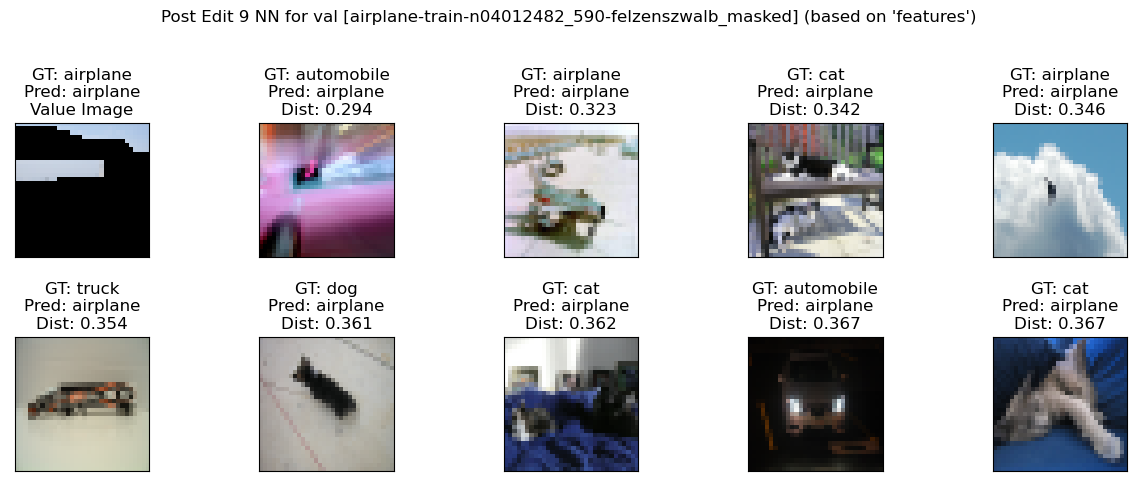 Post Edit 9 NN for val [airplane-train-n04012482_590-felzenszwalb_masked] (based on 'features')
GT: airplane
Pred: airplane
Value Image
GT: automobile
Pred: airplane
Dist: 0.294
GT: airplane
Pred: airplane
Dist: 0.323
GT: cat
Pred: airplane
Dist: 0.342
GT: airplane
Pred: airplane
Dist: 0.346
GT: truck
Pred: airplane
Dist: 0.354
GT: dog
Pred: airplane
Dist: 0.361
GT: cat
Pred: airplane
Dist: 0.362
GT: automobile
Pred: airplane
Dist: 0.367
GT: cat
Pred: airplane
Dist: 0.367